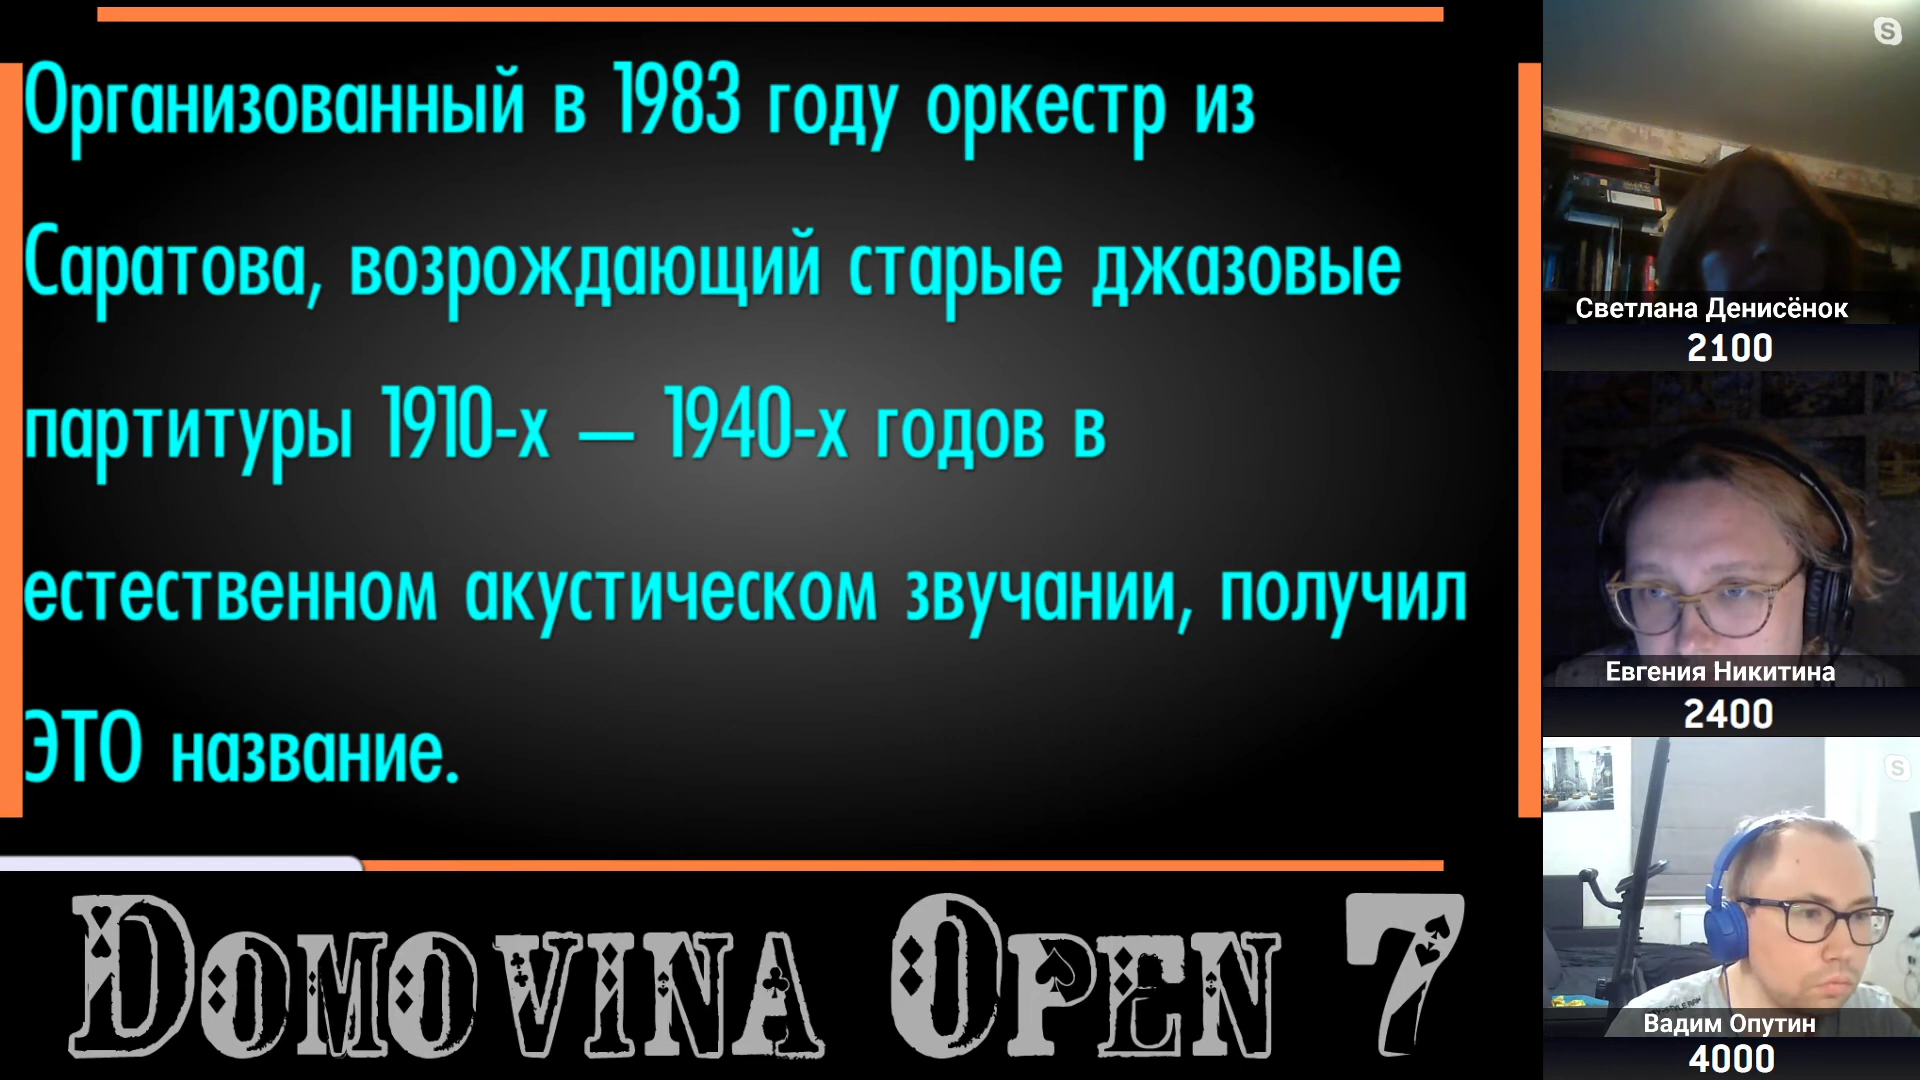 Организованный в 1983 году оркестр из
Саратова, возрождающий старые джазовые
партитуры 1910-х — 1940-х годов в
естественном акустическом звучании, получил
ЭТО название.
Domovina Open 7
Светлана Денисёнок
2100
Евгения Никитина
2400
Вадим Опутин
4000